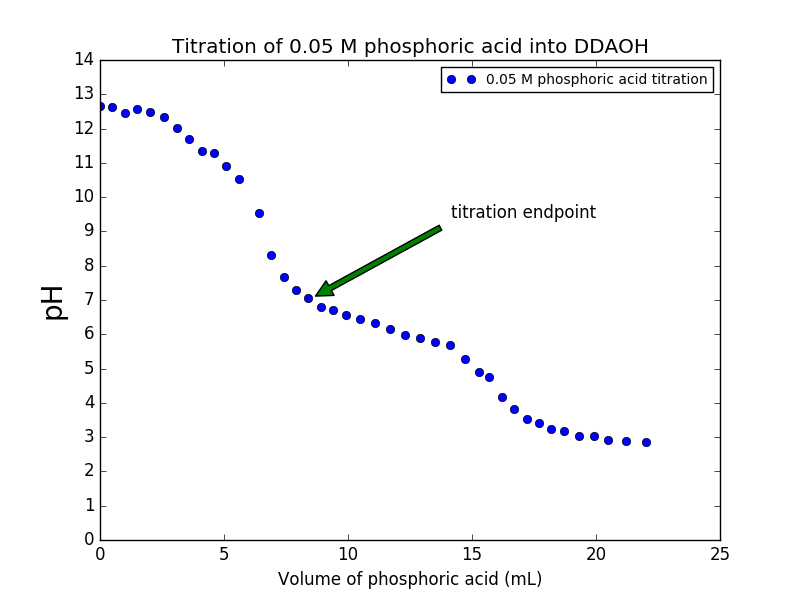 Titration of 0.05 M phosphoric acid into DDAOH
0.05 M phosphoric acid titration
titration endpoint
pH
14
13
12
11
10
9
8
7
6
5
4
3
2
1
0
0 5 10 15 20 25
Volume of phosphoric acid (mL)